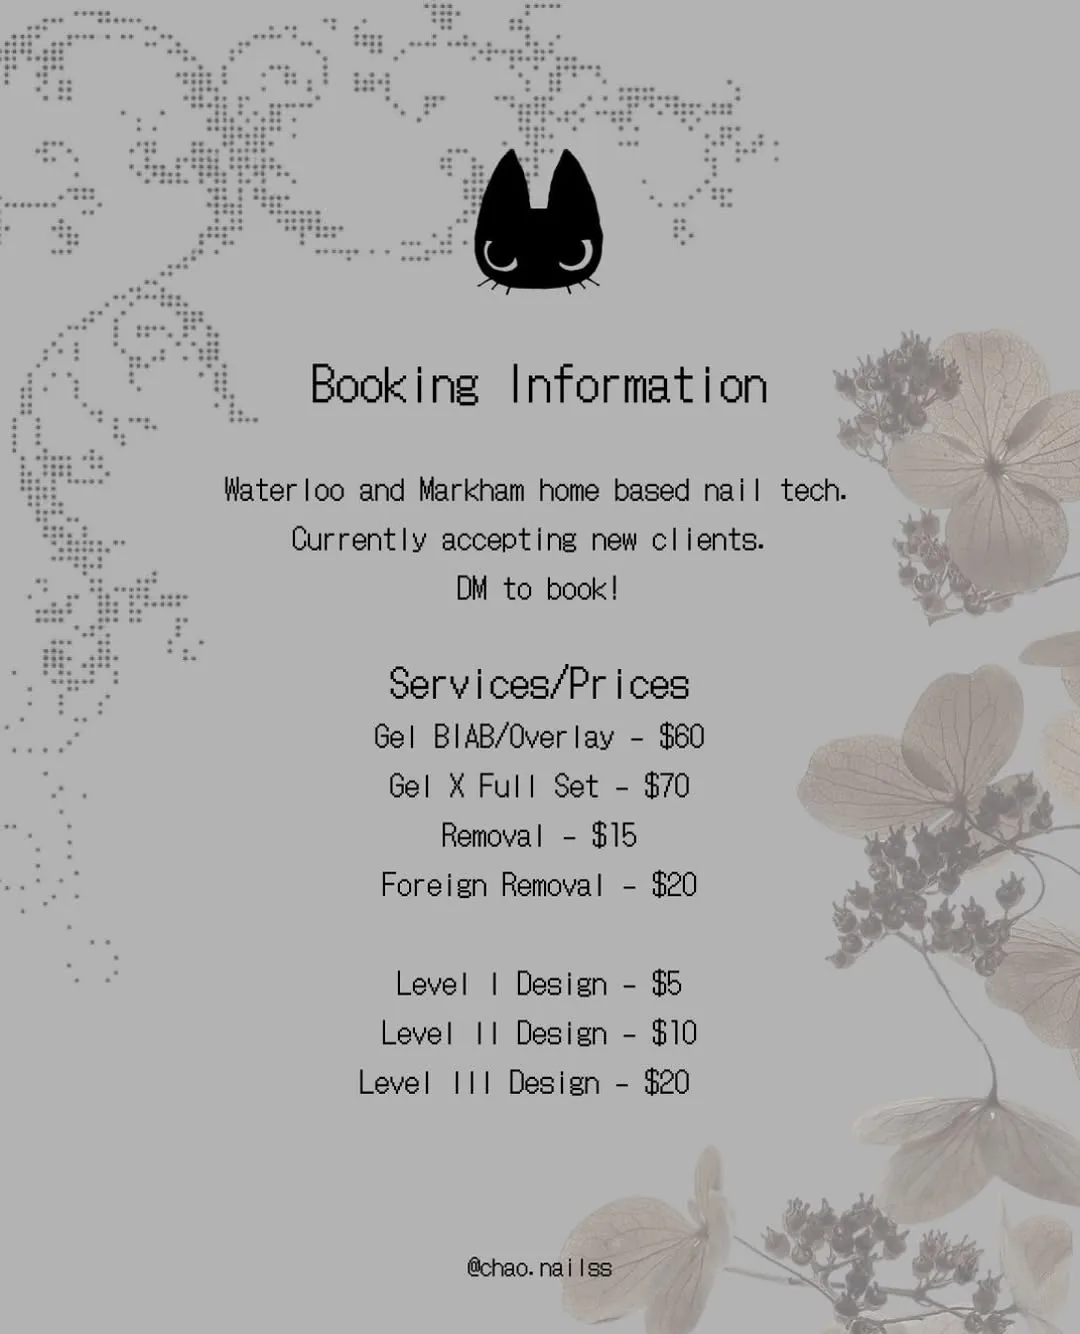 Booking Information
Waterloo and Markham home based nail tech.
Currently accepting new clients.
DM to book!
Services/Prices
Gel BIAB/Overlay - $60
Gel X Full Set - $70
Removal - $15
Foreign Removal - $20
Level I Design - $5
Level II Design - $10
Level III Design - $20
@chao.nailss